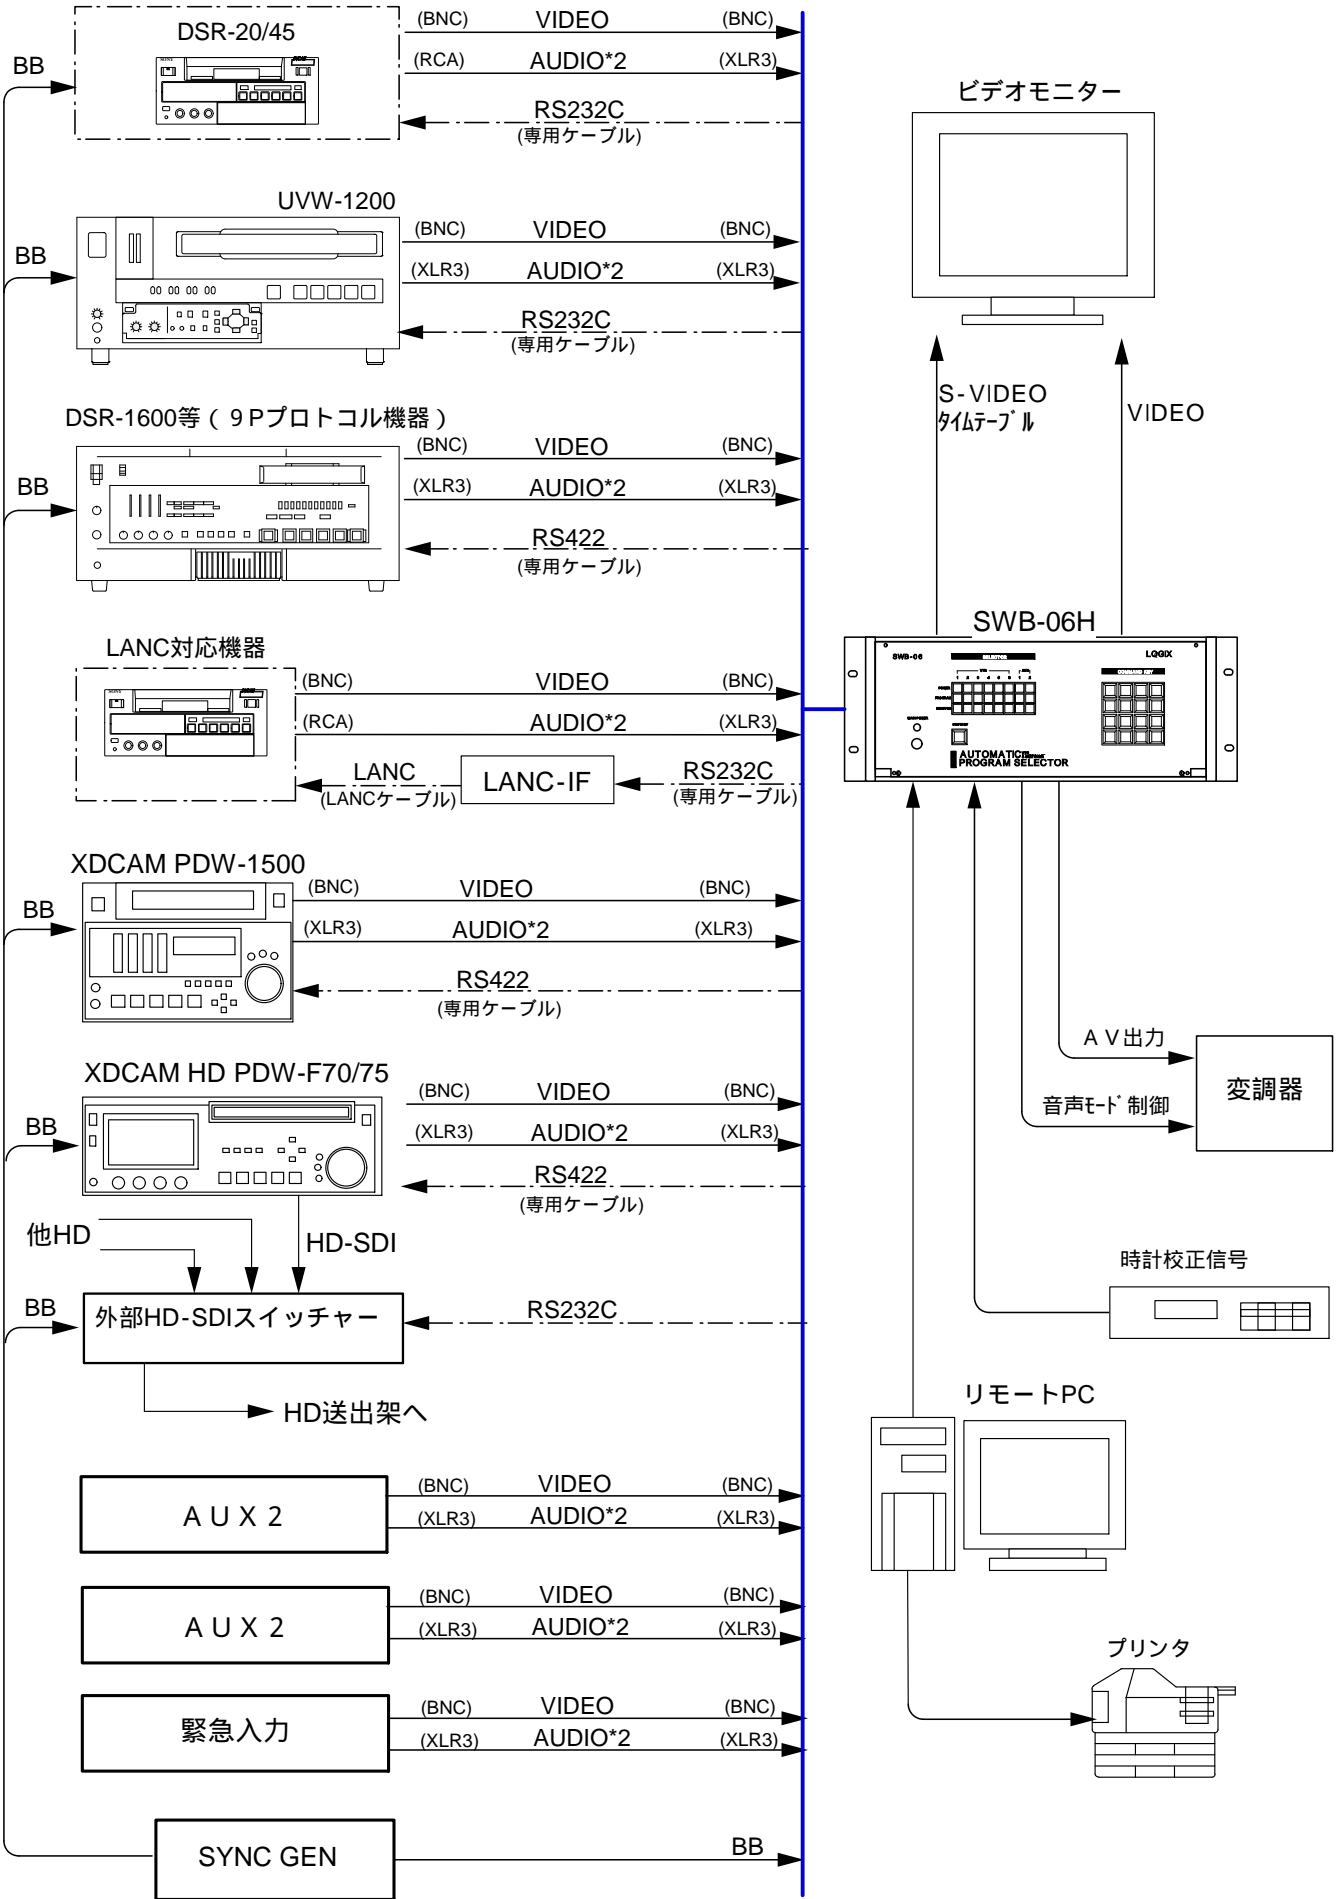 DSR-20/45
BB
(BNC) VIDEO (BNC)
(RCA) AUDIO*2 (XLR3)
RS232C
(専用ケーブル)
UVW-1200
BB
(BNC) VIDEO (BNC)
(XLR3) AUDIO*2 (XLR3)
RS232C
(専用ケーブル)
DSR-1600等(9Pプロトコル機器)
BB
(BNC) VIDEO (BNC)
(XLR3) AUDIO*2 (XLR3)
RS422
(専用ケーブル)
LANC対応機器
(BNC) VIDEO (BNC)
(RCA) AUDIO*2 (XLR3)
LANC
(LANCケーブル)
LANC-IF
RS232C
(専用ケーブル)
XDCAM PDW-1500
BB
(BNC) VIDEO (BNC)
(XLR3) AUDIO*2 (XLR3)
RS422
(専用ケーブル)
XDCAM HD PDW-F70/75
BB
(BNC) VIDEO (BNC)
(XLR3) AUDIO*2 (XLR3)
RS422
(専用ケーブル)
他HD
HD-SDI
BB
外部HD-SDIスイッチャー
RS232C
HD送出架へ
AUX2
(BNC) VIDEO (BNC)
(XLR3) AUDIO*2 (XLR3)
AUX2
(BNC) VIDEO (BNC)
(XLR3) AUDIO*2 (XLR3)
緊急入力
(BNC) VIDEO (BNC)
(XLR3) AUDIO*2 (XLR3)
SYNC GEN
BB
ビデオモニター
S-VIDEO
ﾀｲﾑﾃｰﾌﾞﾙ
VIDEO
SWB-06H
SWB-06
LOGIX
SELECTOR
1 2 3 4 5 6 1 2
AUTOMATIC
PROGRAM SELECTOR
AV出力
音声ﾓｰﾄﾞ制御
変調器
時計校正信号
リモートPC
プリンタ